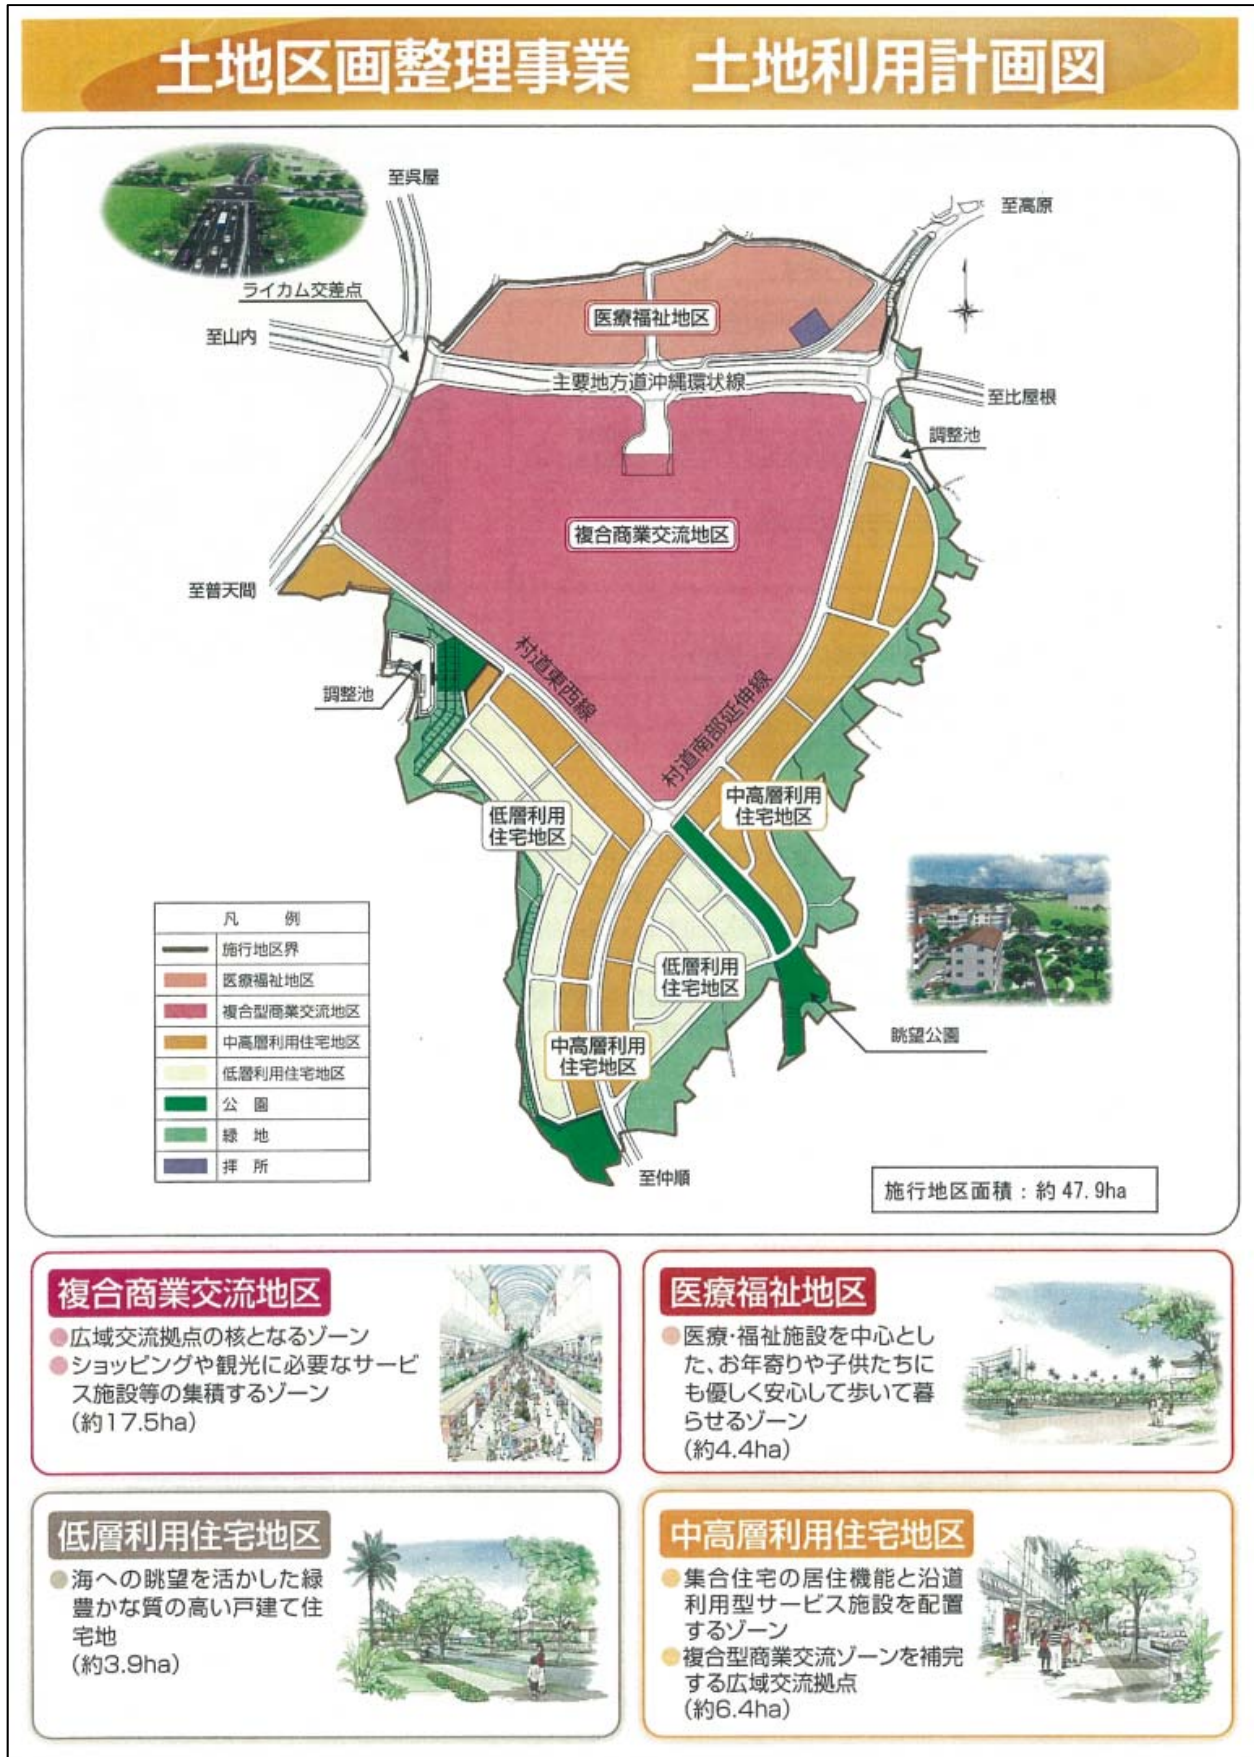 土地区画整理事業　土地利用計画図
至呉屋
至高原
ライカム交差点
至山内
医療福祉地区
主要地方道沖縄環状線
至比屋根
調整池
複合商業交流地区
至普天間
村道東西線
村道南部延伸線
調整池
中高層利用
住宅地区
低層利用
住宅地区
低層利用
住宅地区
中高層利用
住宅地区
眺望公園
至仲順
凡　例
施行地区界
医療福祉地区
複合型商業交流地区
中高層利用住宅地区
低層利用住宅地区
公　園
緑　地
拝　所
施行地区面積：約 47.9ha
複合商業交流地区
●広域交流拠点の核となるゾーン
●ショッピングや観光に必要なサービ
ス施設等の集積するゾーン
(約17.5ha)
医療福祉地区
●医療・福祉施設を中心とし
た、お年寄りや子供たちに
も優しく安心して歩いて暮
らせるゾーン
(約4.4ha)
低層利用住宅地区
●海への眺望を活かした緑
豊かな質の高い戸建て住
宅地
(約3.9ha)
中高層利用住宅地区
●集合住宅の居住機能と沿道
利用型サービス施設を配置
するゾーン
●複合型商業交流ゾーンを補完
する広域交流拠点
(約6.4ha)